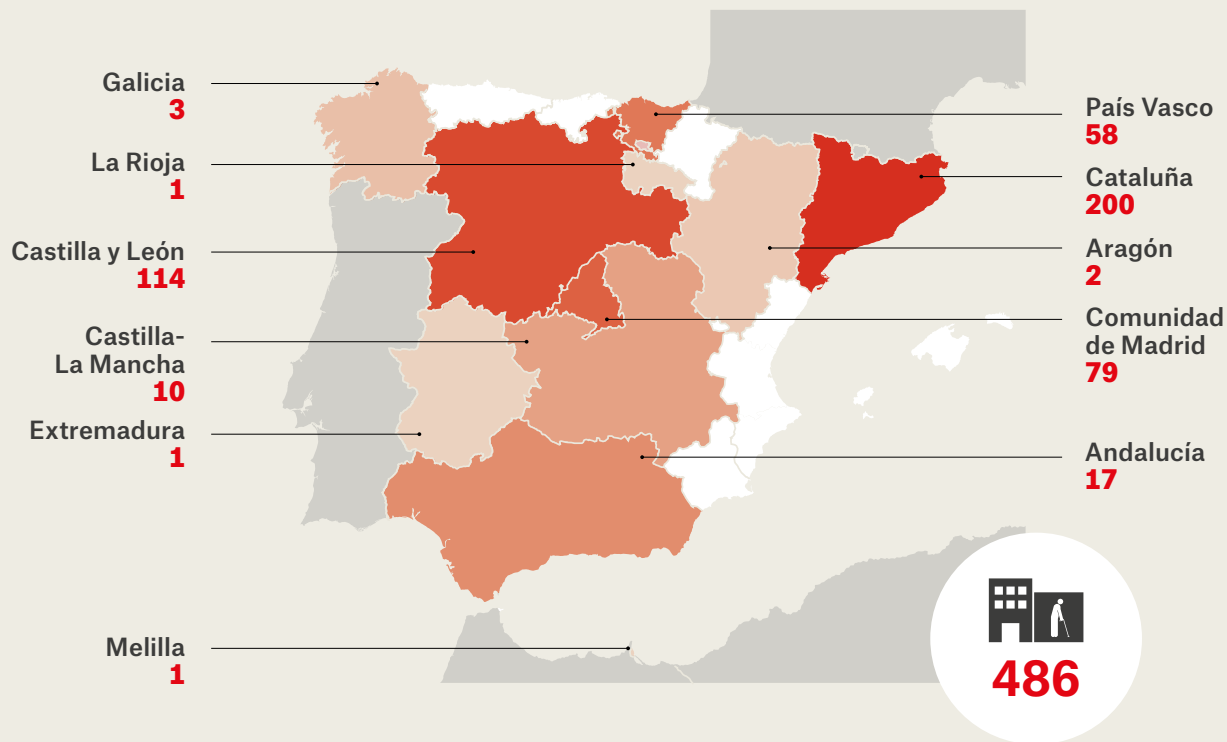 Galicia
3
La Rioja
1
Castilla y León
114
Castilla-
La Mancha
10
Extremadura
1
Melilla
1
País Vasco
58
Cataluña
200
Aragón
2
Comunidad
de Madrid
79
Andalucía
17
486